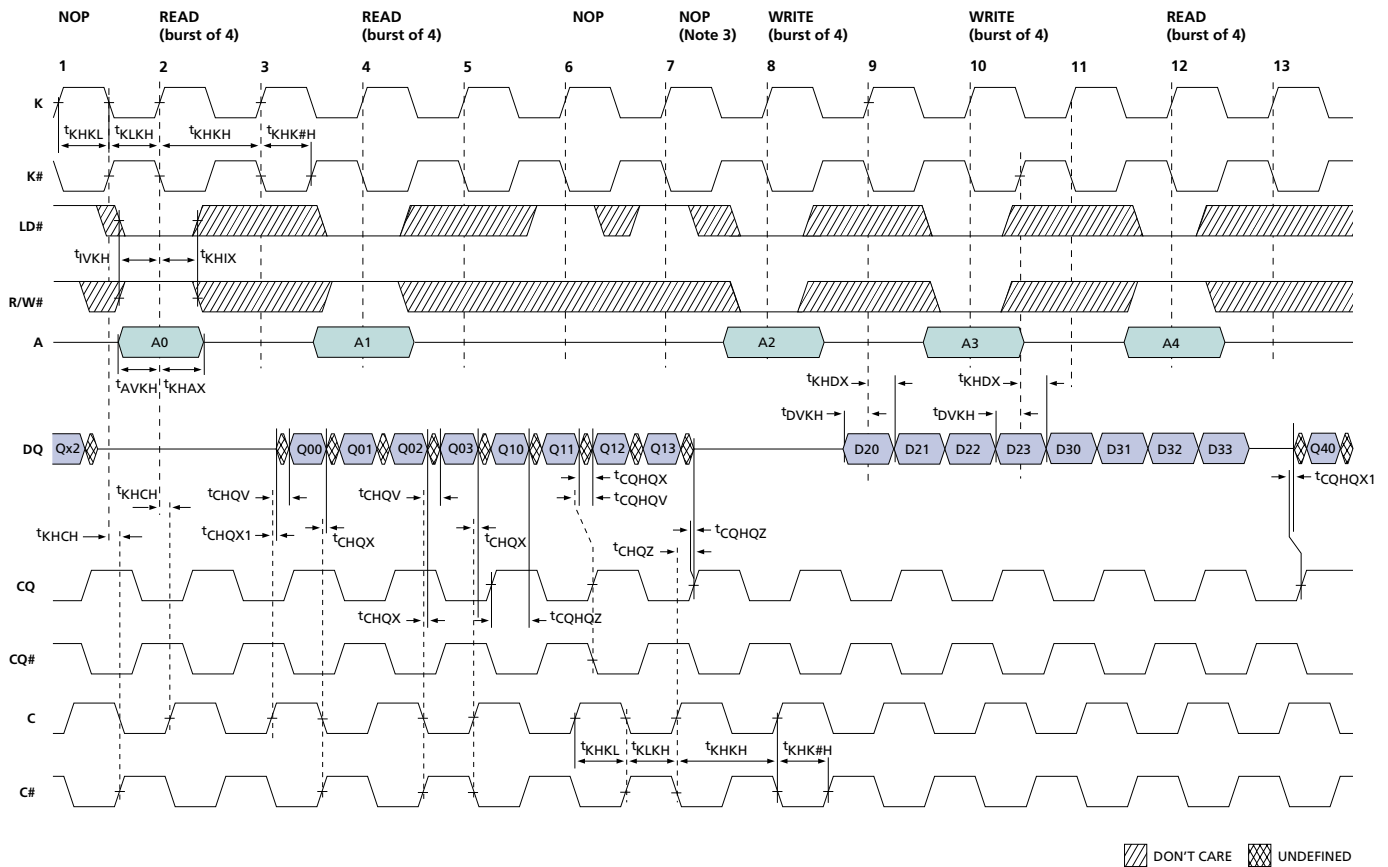 NOP READ READ NOP NOP WRITE WRITE READ
(burst of 4) (burst of 4) (Note 3) (burst of 4) (burst of 4) (burst of 4)
1 2 3 4 5 6 7 8 9 10 11 12 13
K
tKHKL tKLKH tKHKH tKHK#H
K#
LD#
tIVKH tKHIX
R/W#
A A0 A1 A2 A3 A4
tAVKH tKHAX tKHDX tKHDX
tDVKH tDVKH
DQ Qx2 Q00 Q01 Q02 Q03 Q10 Q11 Q12 Q13 D20 D21 D22 D23 D30 D31 D32 D33 Q40
tCQHQX tCQHQX1
tKHCH tCHQV tCHQV tCQHQV
tKHCH tCHQX1 tCHQX tCHQX tCHQZ tCQHQZ
CQ
tCHQX tCQHQZ
CQ#
C
tKHKL tKLKH tKHKH tKHK#H
C#
DON'T CARE UNDEFINED